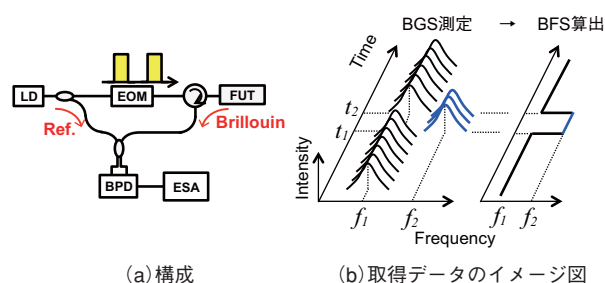 LD
EOM
FUT
Ref.
Brillouin
BPD
ESA
(a)構成
BGS測定 → BFS算出
Time
t2
t1
Intensity
f1
f2
Frequency
f1
f2
(b)取得データのイメージ図